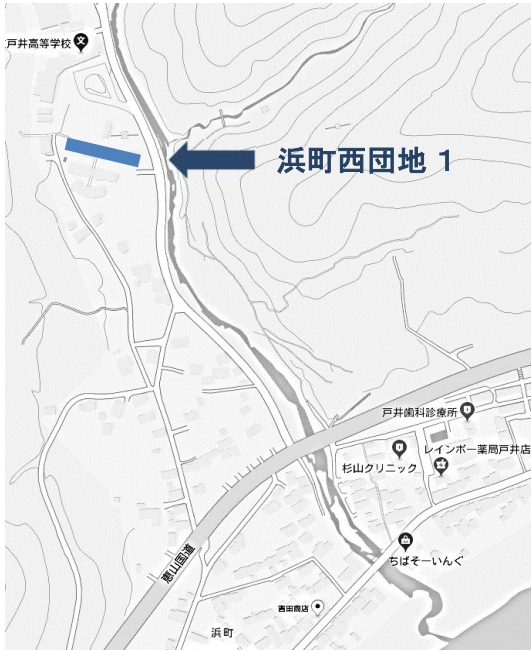 戸井高等学校
浜町西団地 1
戸井歯科診療所
レインボー薬局戸井店
杉山クリニック
恵山国道
ちばそーいんぐ
吉田商店
浜町